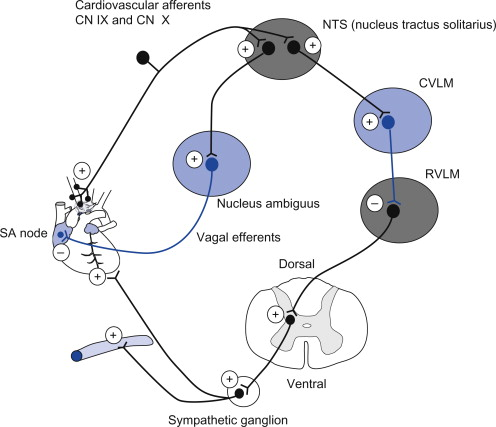 Cardiovascular afferents
CN IX and CN X
NTS (nucleus tractus solitarius)
+
+
CVLM
+
+
Nucleus ambiguus
RVLM
−
+
SA node
−
Vagal efferents
+
Dorsal
+
Ventral
+
+
Sympathetic ganglion